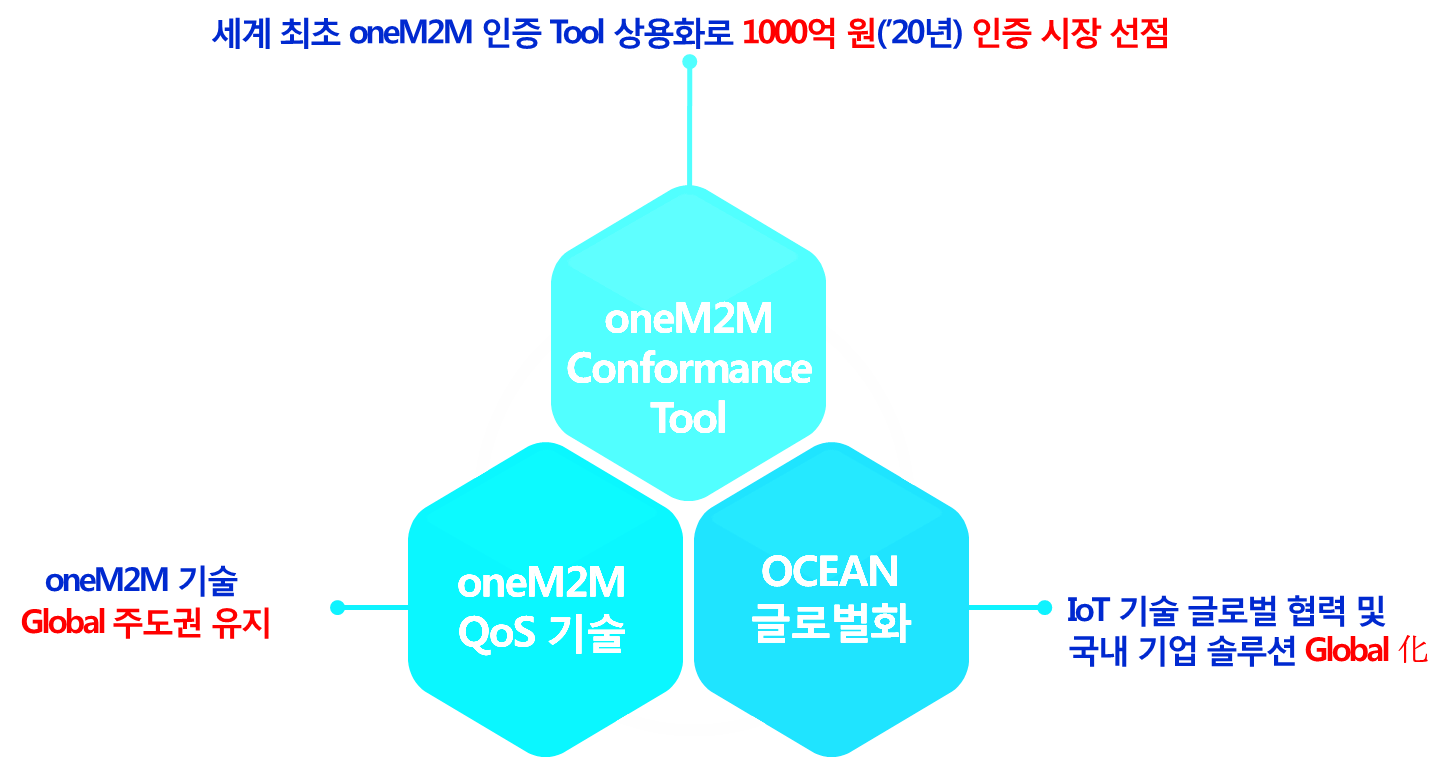 세계 최초 oneM2M 인증 Tool 상용화로 1000억 원('20년) 인증 시장 선점
oneM2M
Conformance
Tool
oneM2M
QoS 기술
OCEAN
글로벌화
oneM2M 기술
Global 주도권 유지
IoT 기술 글로벌 협력 및
국내 기업 솔루션 Global 化